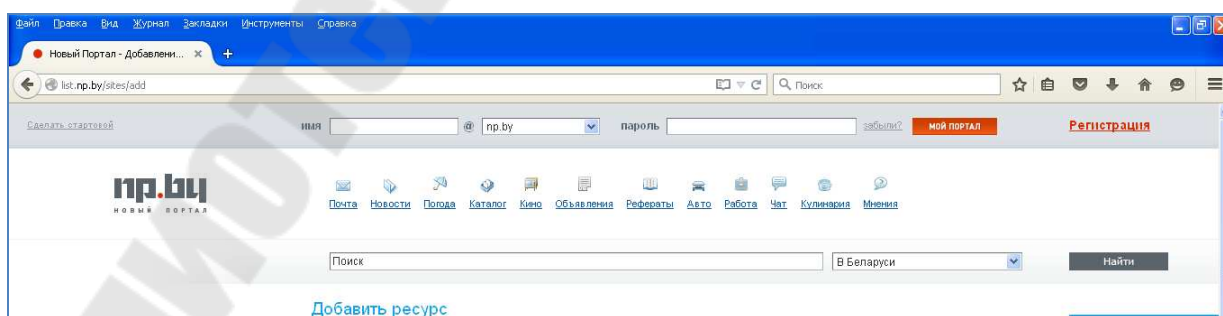 Файл Правка Вид Журнал Закладки Инструменты Справка
Новый Портал - Добавлени... × +
list.np.by/sites/add Поиск
Сделать стартовой имя @ np.by пароль забыли? МОЙ ПОРТАЛ Регистрация
np.by
НОВЫЙ ПОРТАЛ
Почта Новости Погода Каталог Кино Объявления Рефераты Авто Работа Чат Кулинария Мнения
Поиск В Беларуси Найти
Добавить ресурс